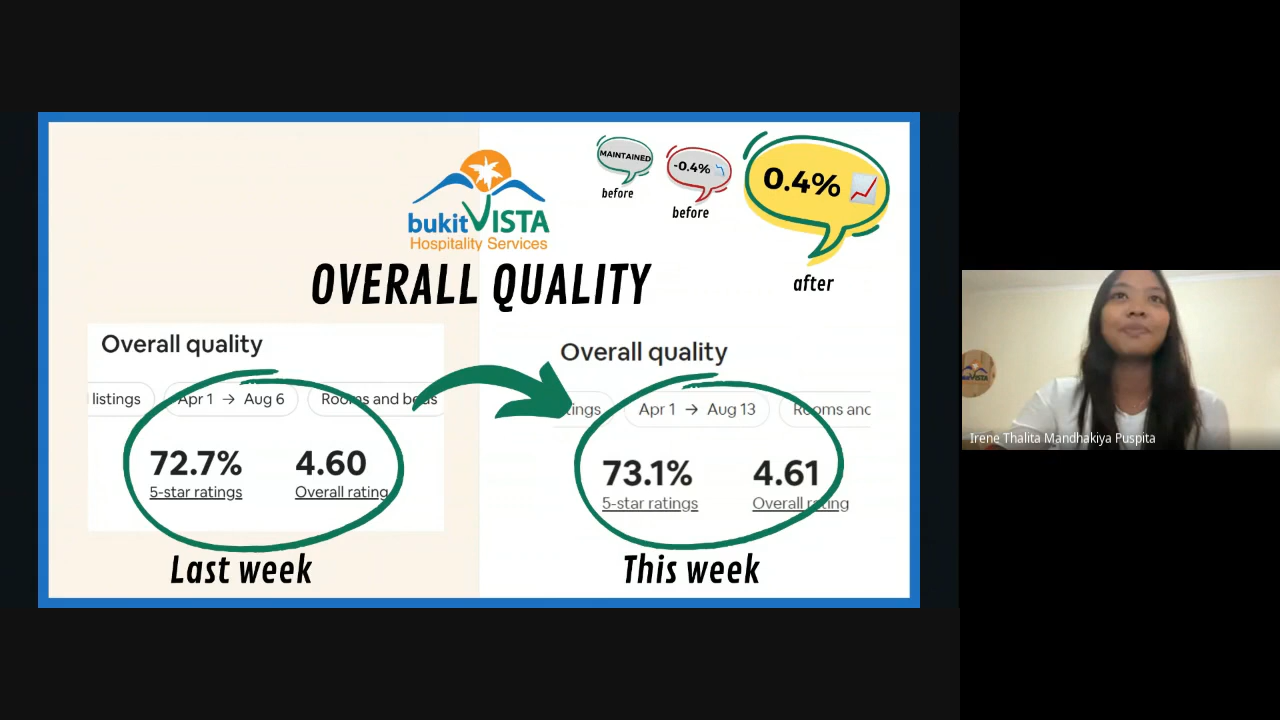 MAINTAINED
before
-0.4%
before
0.4%
after
bukit VISTA
Hospitality Services
OVERALL QUALITY
Overall quality
listings
Apr 1 → Aug 6
Rooms and beds
72.7%
4.60
5-star ratings
Overall rating
Last week
Overall quality
tings
Apr 1 → Aug 13
Rooms and
73.1%
4.61
5-star ratings
Overall rating
This week
VISTA
Irene Thalita Mandhakiya Puspita